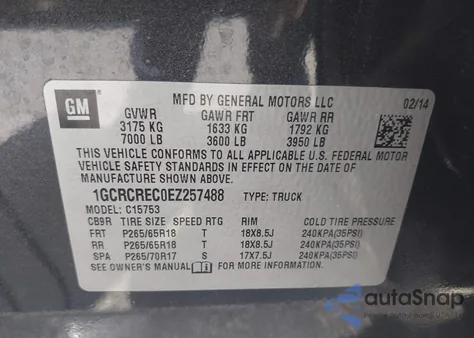 GM
MFD BY GENERAL MOTORS LLC 02/14
GVWR GAWR FRT GAWR RR
3175 KG 1633 KG 1792 KG
7000 LB 3600 LB 3950 LB
THIS VEHICLE CONFORMS TO ALL APPLICABLE U.S. FEDERAL MOTOR
VEHICLE SAFETY STANDARDS IN EFFECT ON THE DATE OF
MANUFACTURE SHOWN ABOVE.
1GCRCREC0EZ257488 TYPE: TRUCK
MODEL: C15753
CB9R TIRE SIZE SPEED RTG RIM COLD TIRE PRESSURE
FRT P265/65R18 T 18X8.5J 240KPA(35PSI)
RR P265/65R18 T 18X8.5J 240KPA(35PSI)
SPA P265/70R17 S 17X7.5J 240KPA(35PSI)
SEE OWNER'S MANUAL FOR MORE INFORMATION.
autoSnap